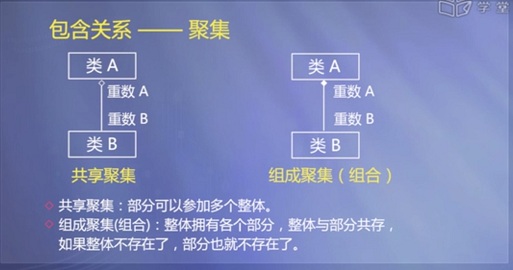 学堂
包含关系 —— 聚集
类 A
类 A
重数 A
重数 A
重数 B
重数 B
类 B
类 B
共享聚集
组成聚集（组合）
共享聚集：部分可以参加多个整体。
组成聚集(组合)：整体拥有各个部分，整体与部分共存，
如果整体不存在了，部分也就不存在了。